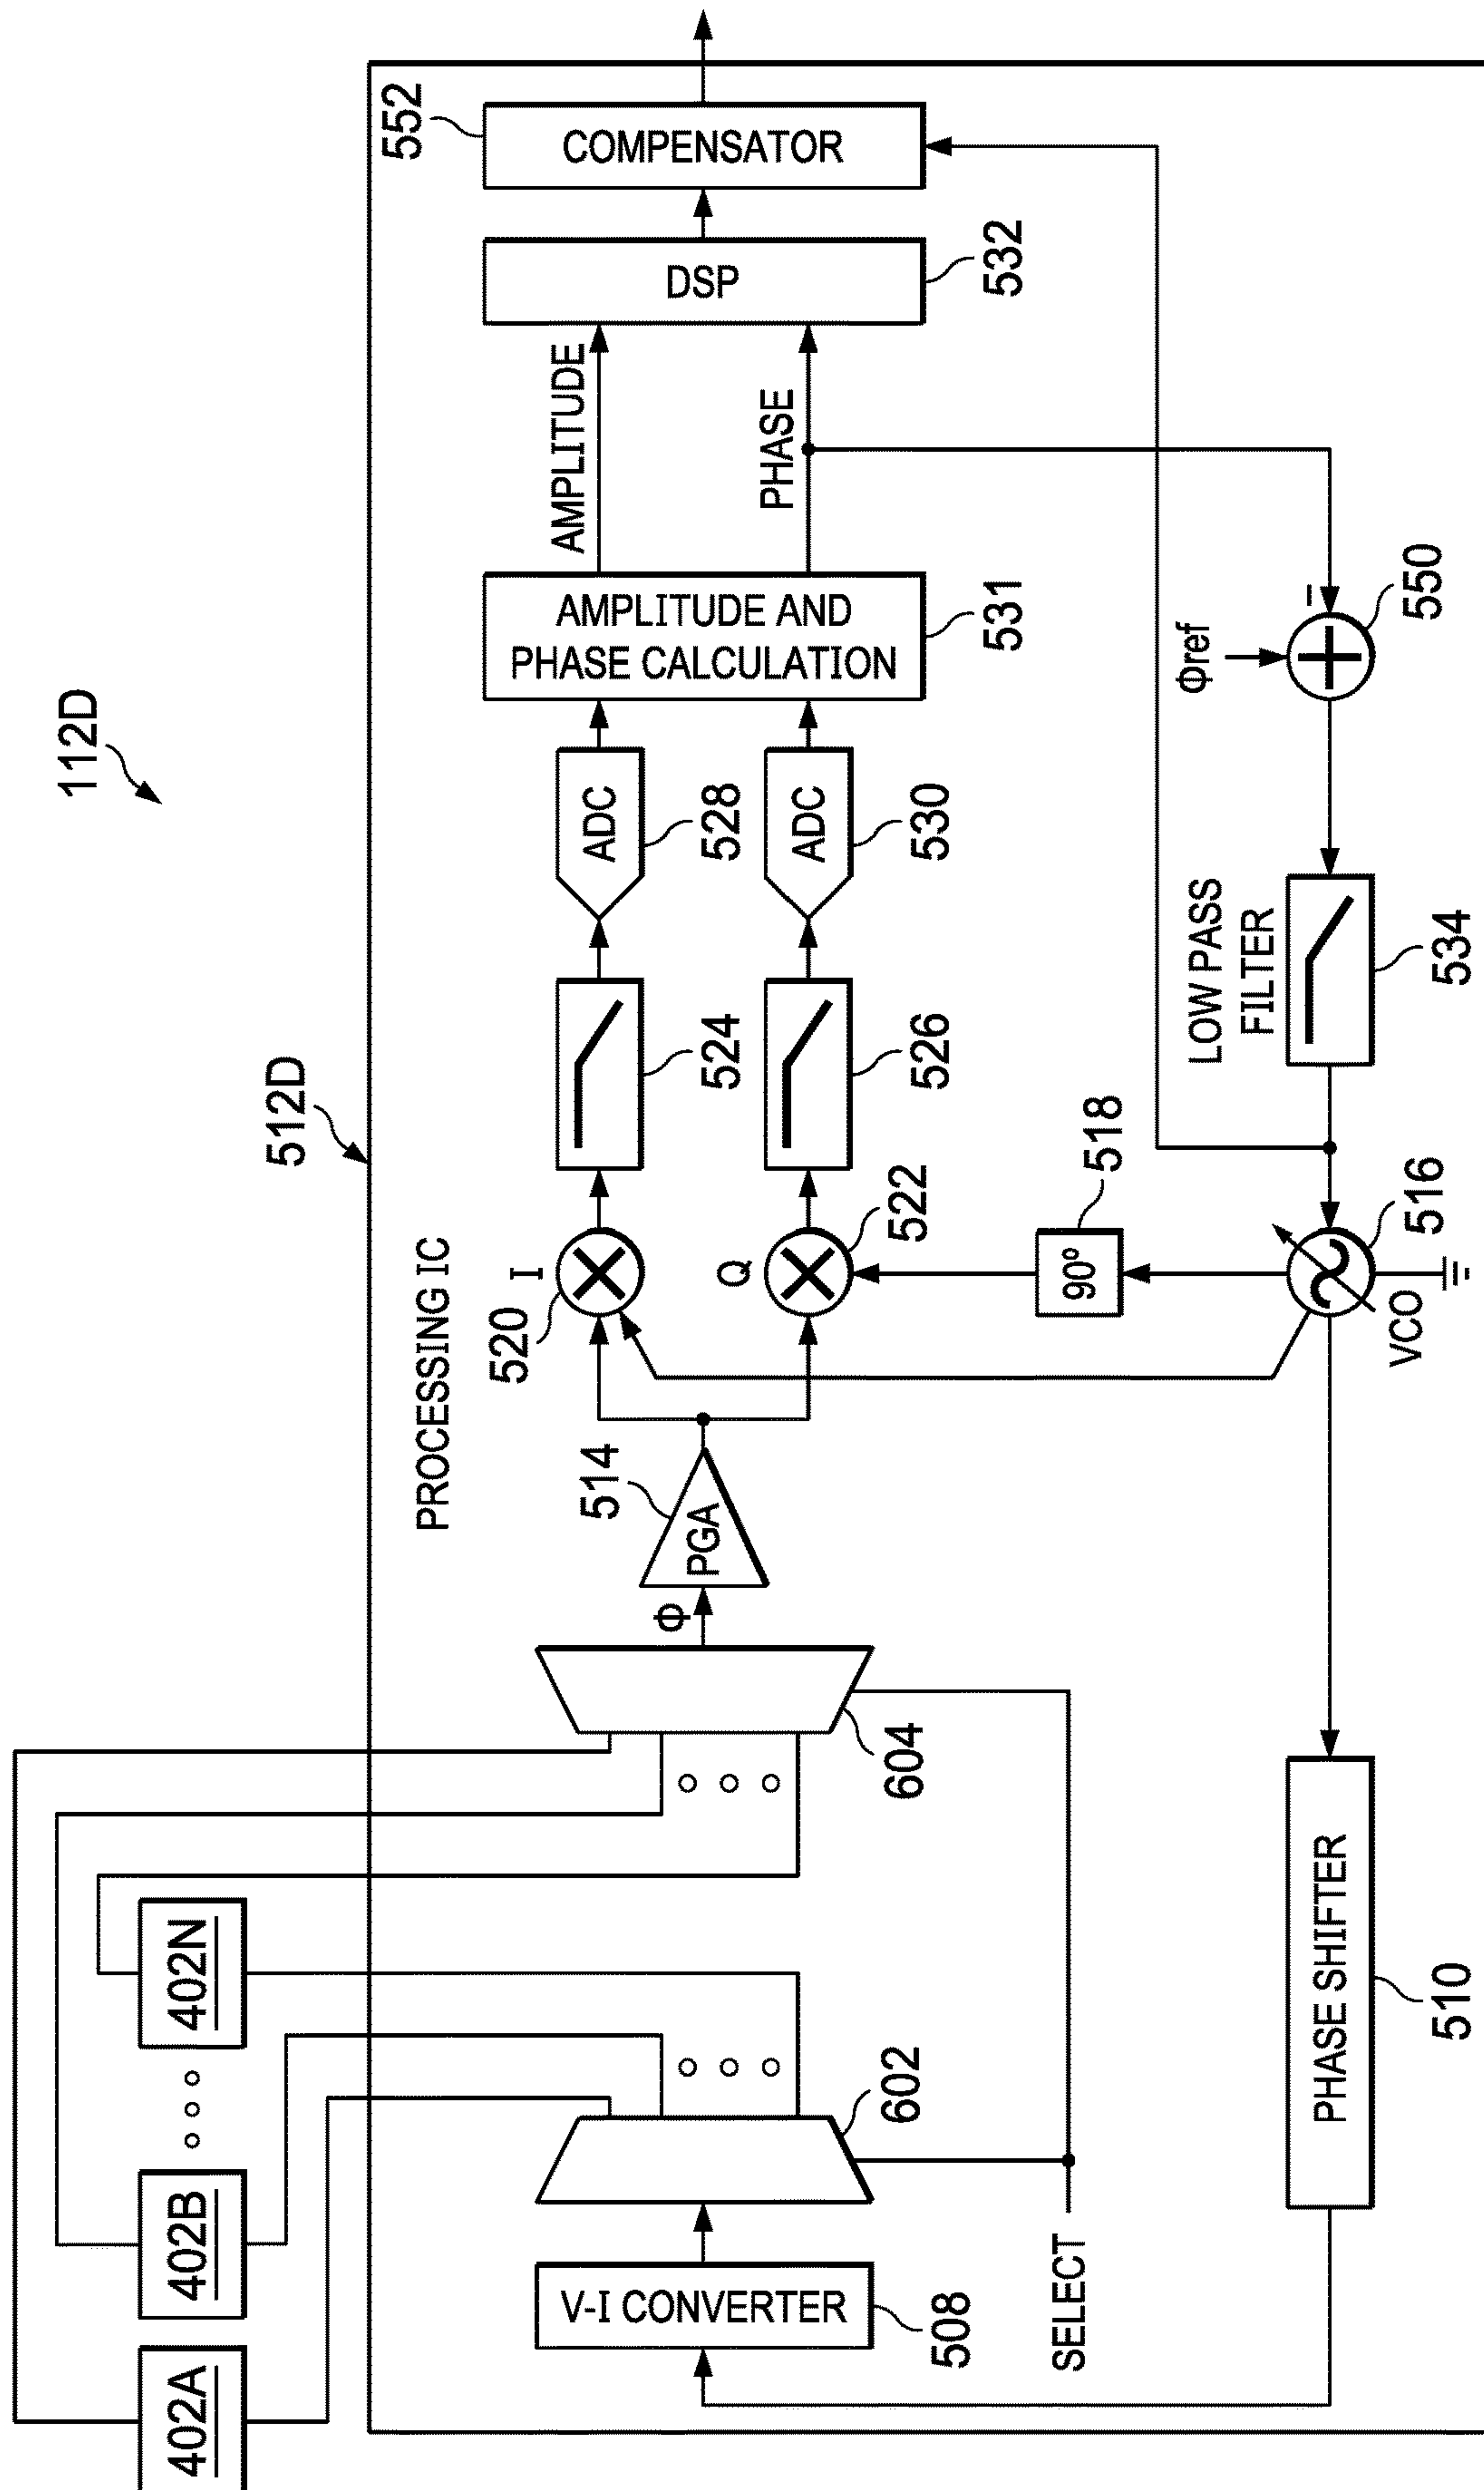 112D
512D
PROCESSING IC
402A
402B
402N
V-I CONVERTER
508
602
SELECT
604
Φ
PGA
514
I
520
Q
522
524
526
ADC
528
ADC
530
AMPLITUDE AND
PHASE CALCULATION
531
AMPLITUDE
PHASE
DSP
532
COMPENSATOR
552
90°
518
VCO
516
LOW PASS
FILTER
534
Φref
−
550
PHASE SHIFTER
510